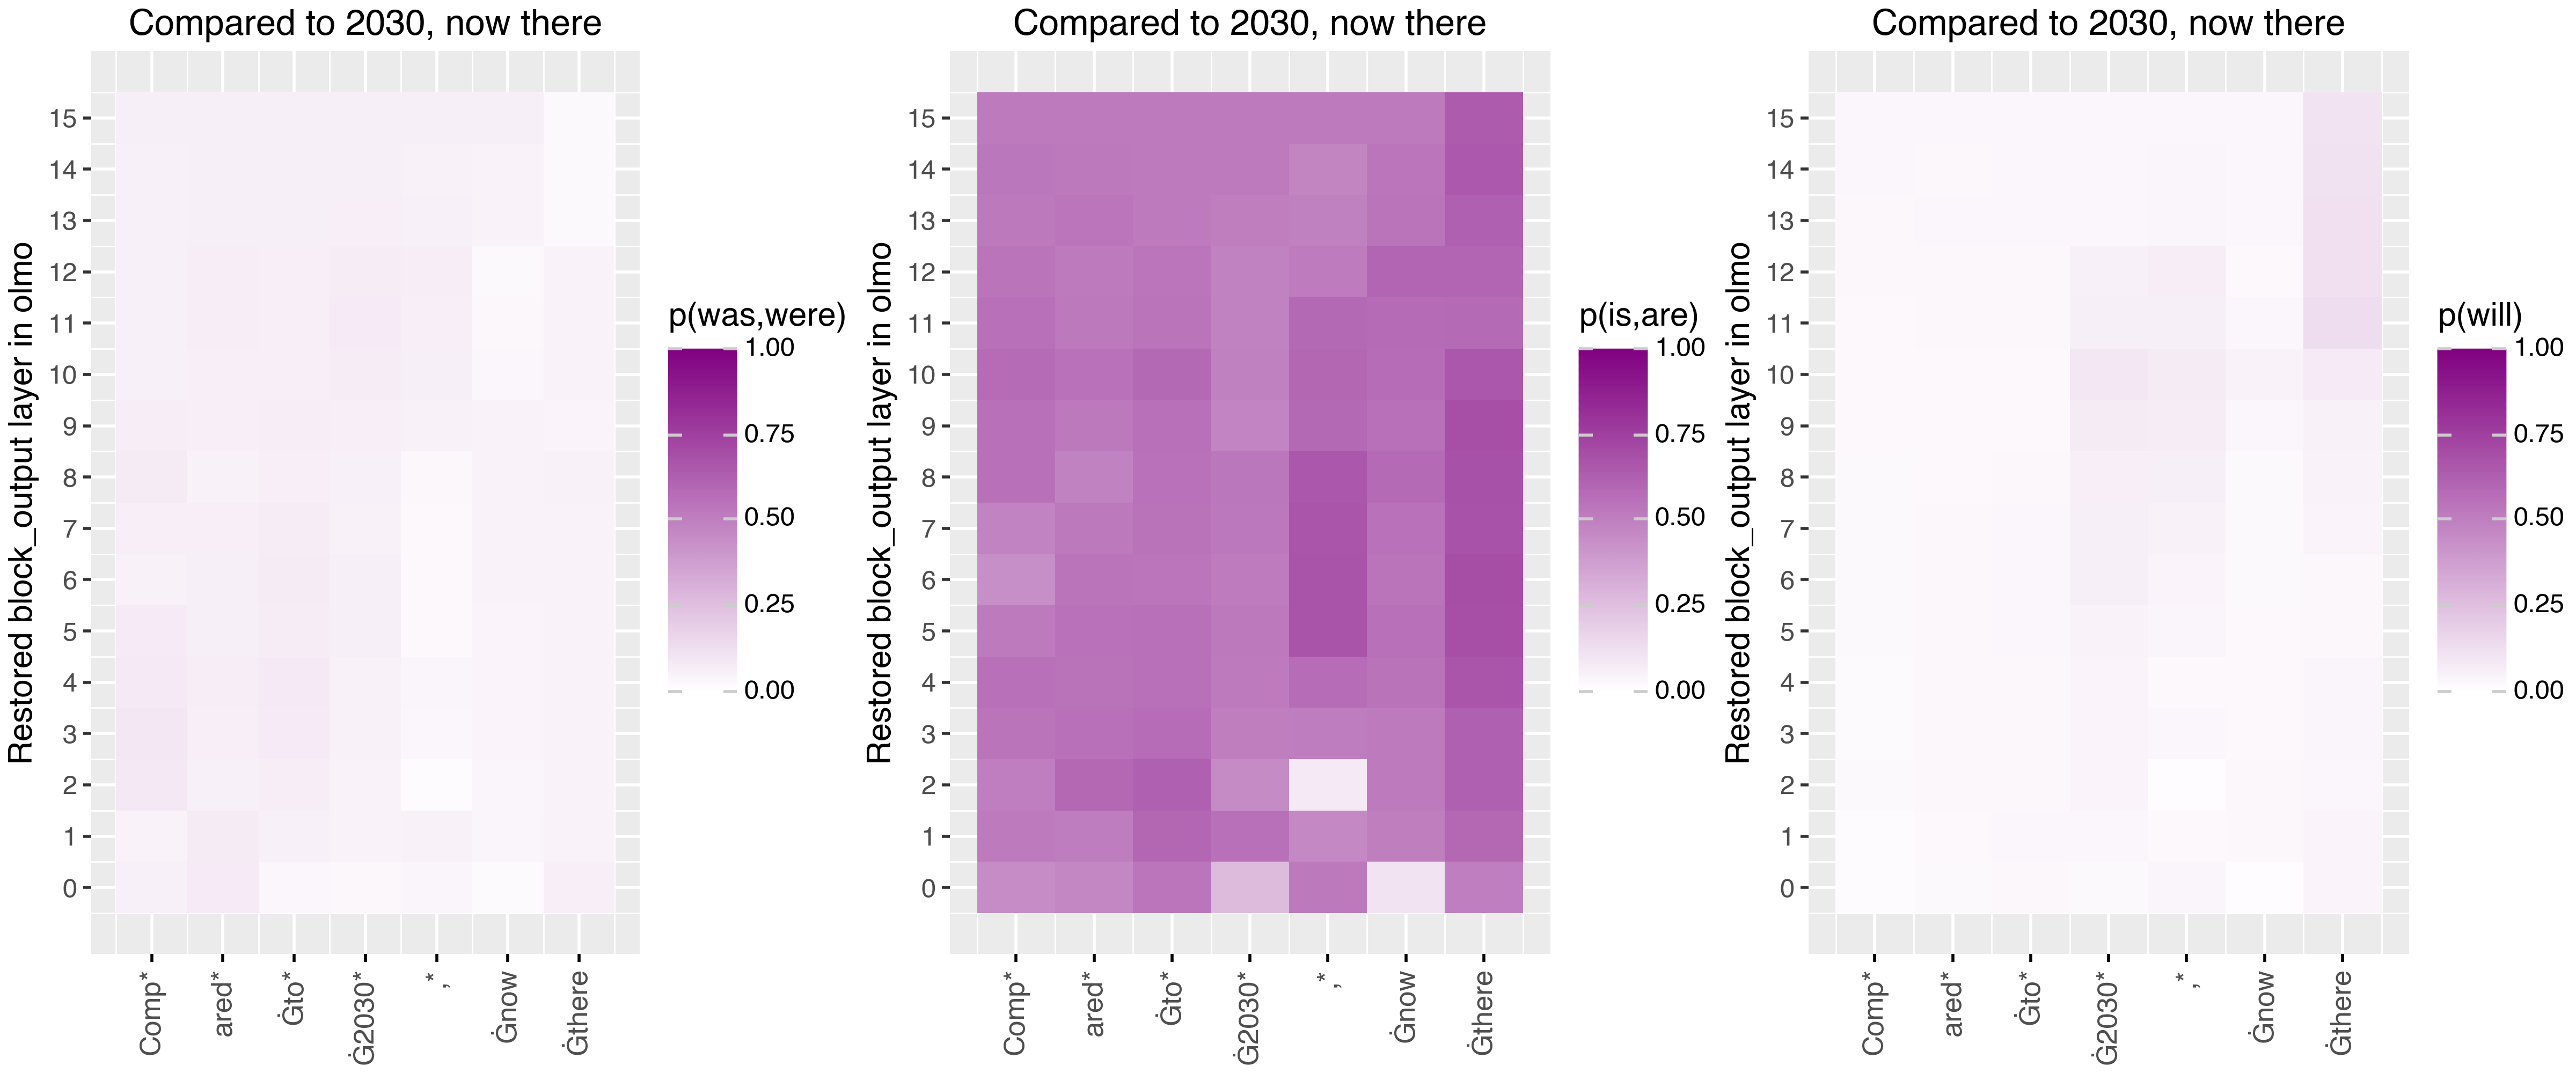 Compared to 2030, now there
Restored block_output layer in olmo
15
14
13
12
11
10
9
8
7
6
5
4
3
2
1
0
Comp*
ared*
Ġto*
Ġ2030*
,*
Ġnow
Ġthere
p(was,were)
1.00
0.75
0.50
0.25
0.00
Compared to 2030, now there
Restored block_output layer in olmo
15
14
13
12
11
10
9
8
7
6
5
4
3
2
1
0
Comp*
ared*
Ġto*
Ġ2030*
,*
Ġnow
Ġthere
p(is,are)
1.00
0.75
0.50
0.25
0.00
Compared to 2030, now there
Restored block_output layer in olmo
15
14
13
12
11
10
9
8
7
6
5
4
3
2
1
0
Comp*
ared*
Ġto*
Ġ2030*
,*
Ġnow
Ġthere
p(will)
1.00
0.75
0.50
0.25
0.00